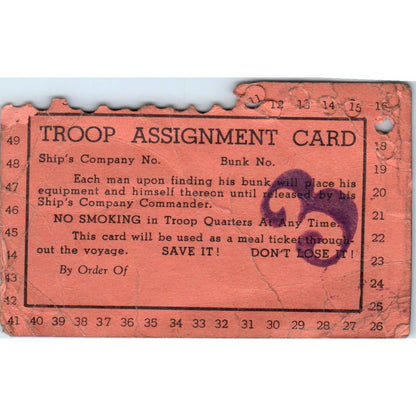 11 12 13 14 15 16
TROOP ASSIGNMENT CARD
Ship's Company No. Bunk No.
Each man upon finding his bunk will place his
equipment and himself thereon until released by his
Ship's Company Commander.
NO SMOKING in Troop Quarters At Any Time.
This card will be used as a meal ticket through-
out the voyage. SAVE IT! DON'T LOSE IT!
By Order Of
3
18
19
20
21
22
23
24
25
26
49
48
47
46
45
44
43
42
41 40 39 38 37 36 35 34 33 32 31 30 29 28 27